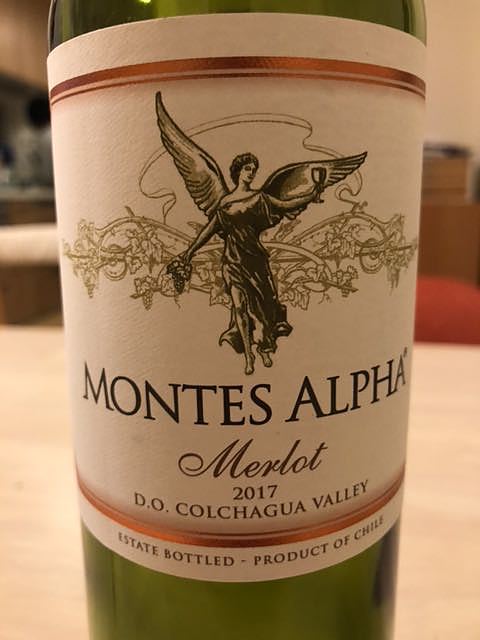 MONTES ALPHA®
Merlot
2017
D.O. COLCHAGUA VALLEY
ESTATE BOTTLED - PRODUCT OF CHILE